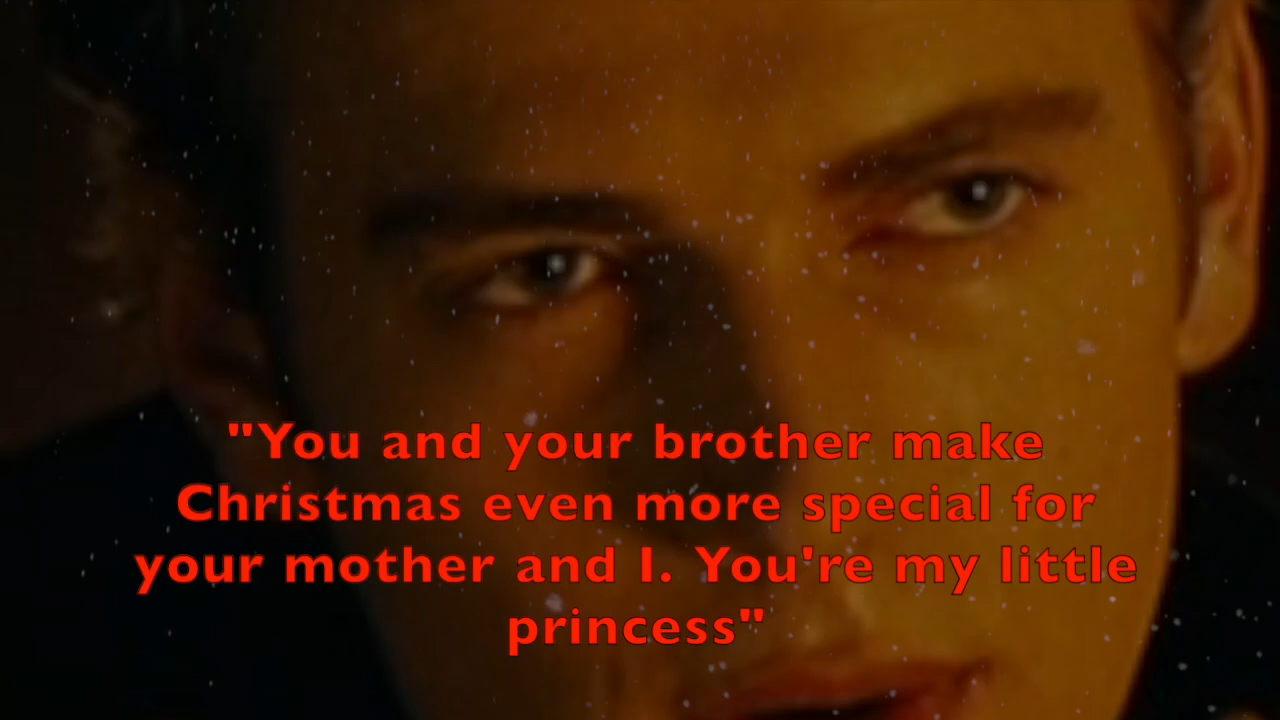 "You and your brother make
Christmas even more special for
your mother and I. You're my little
princess"